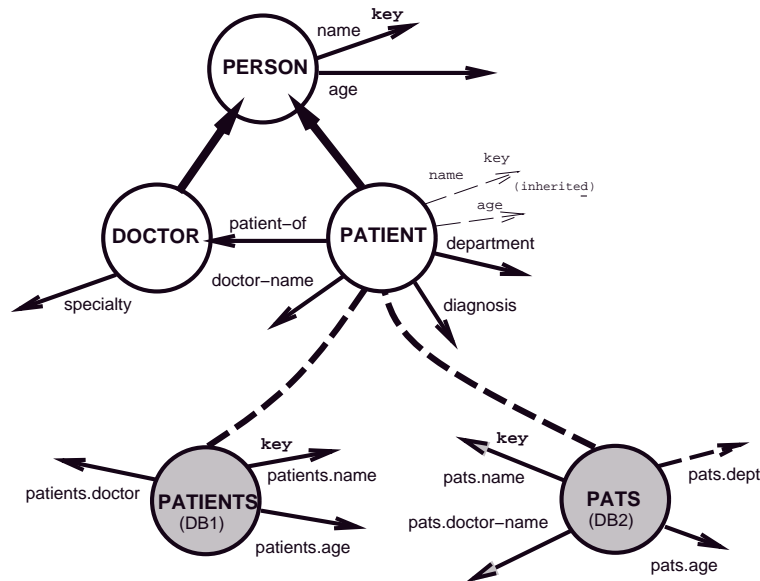 name
key
PERSON
age
key
name
(inherited)
age
patient-of
DOCTOR
PATIENT
department
doctor-name
specialty
diagnosis
key
key
patients.name
pats.name
pats.dept
patients.doctor
PATIENTS
(DB1)
PATS
(DB2)
pats.doctor-name
patients.age
pats.age